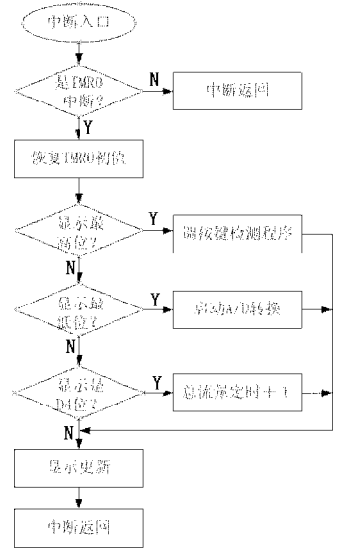 中断入口
是TMR0
中断?
N
中断返回
Y
恢复TMR0初值
显示最
高位?
Y
调按键检测程序
N
显示最
低位?
Y
启动A/D转换
N
显示是
D4位?
Y
总流量定时+1
N
显示更新
中断返回